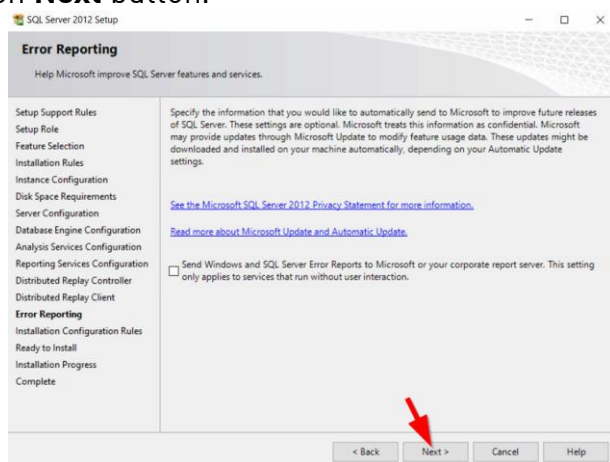 on Next button.
SQL Server 2012 Setup
Error Reporting
Help Microsoft improve SQL Server features and services.
Setup Support Rules
Setup Role
Feature Selection
Installation Rules
Instance Configuration
Disk Space Requirements
Server Configuration
Database Engine Configuration
Analysis Services Configuration
Reporting Services Configuration
Distributed Replay Controller
Distributed Replay Client
Error Reporting
Installation Configuration Rules
Ready to Install
Installation Progress
Complete
Specify the information that you would like to automatically send to Microsoft to improve future releases
of SQL Server. These settings are optional. Microsoft treats this information as confidential. Microsoft
may provide updates through Microsoft Update to modify feature usage data. These updates might be
downloaded and installed on your machine automatically, depending on your Automatic Update
settings.
See the Microsoft SQL Server 2012 Privacy Statement for more information.
Read more about Microsoft Update and Automatic Update.
Send Windows and SQL Server Error Reports to Microsoft or your corporate report server. This setting
only applies to services that run without user interaction.
< Back
Next >
Cancel
Help